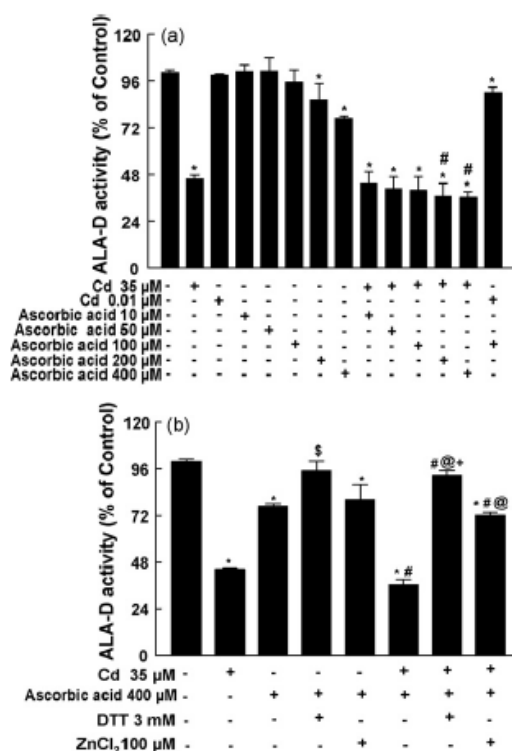 (a)
ALA-D activity (% of Control)
120
96
72
48
24
0
* * * * * * # * # * *
Cd 35 µM - + - - - - - - + + + + + -
Cd 0.01 µM - - + - - - - - - - - - - +
Ascorbic acid 10 µM - - - + - - - - + - - - - -
Ascorbic acid 50 µM - - - - + - - - - + - - - -
Ascorbic acid 100 µM - - - - - + - - - - + - - +
Ascorbic acid 200 µM - - - - - - + - - - - + - -
Ascorbic acid 400 µM - - - - - - - + - - - - + -
(b)
ALA-D activity (% of Control)
120
96
72
48
24
0
* * $ * * # #@+ *#@
Cd 35 µM - + - - - + + +
Ascorbic acid 400 µM - - + + + + + +
DTT 3 mM - - - + - - + -
ZnCl₂100 µM - - - - + - - +